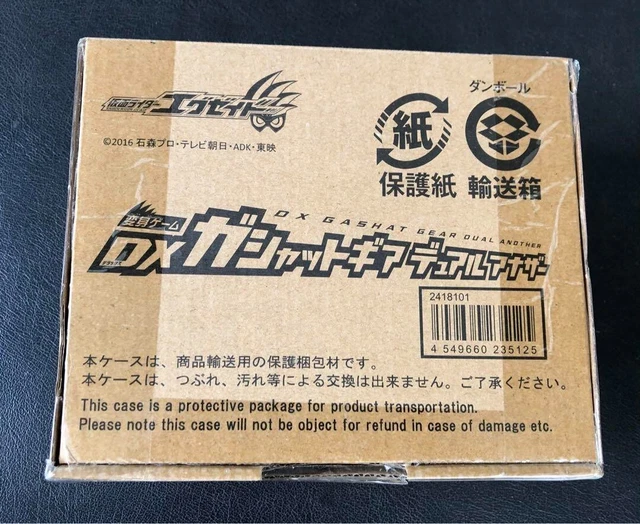 ダンボール
仮面ライダー
エグゼイド
©2016 石森プロ・テレビ朝日・ADK・東映
紙
保護紙 輸送箱
変身ゲーム
DX GASHAT GEAR DUAL ANOTHER
DXガシャットギアデュアルアナザー
デラックス
2418101
4 549660 235125
本ケースは、商品輸送用の保護梱包材です。
本ケースは、つぶれ、汚れ等による交換は出来ません。ご了承ください。
This case is a protective package for product transportation.
Please note this case will not be object for refund in case of damage etc.